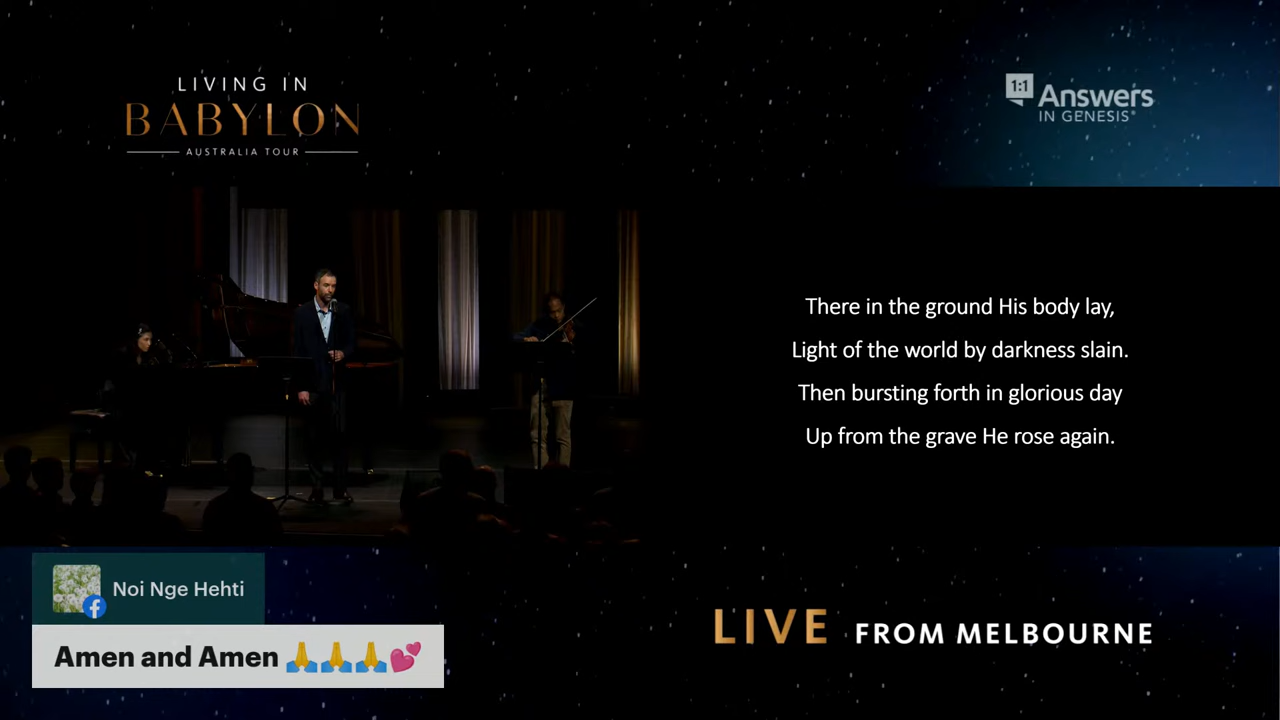 LIVING IN
BABYLON
AUSTRALIA TOUR
1:1
Answers
IN GENESIS®
There in the ground His body lay,
Light of the world by darkness slain.
Then bursting forth in glorious day
Up from the grave He rose again.
Noi Nge Hehti
Amen and Amen 🙏🙏🙏💕
LIVE FROM MELBOURNE